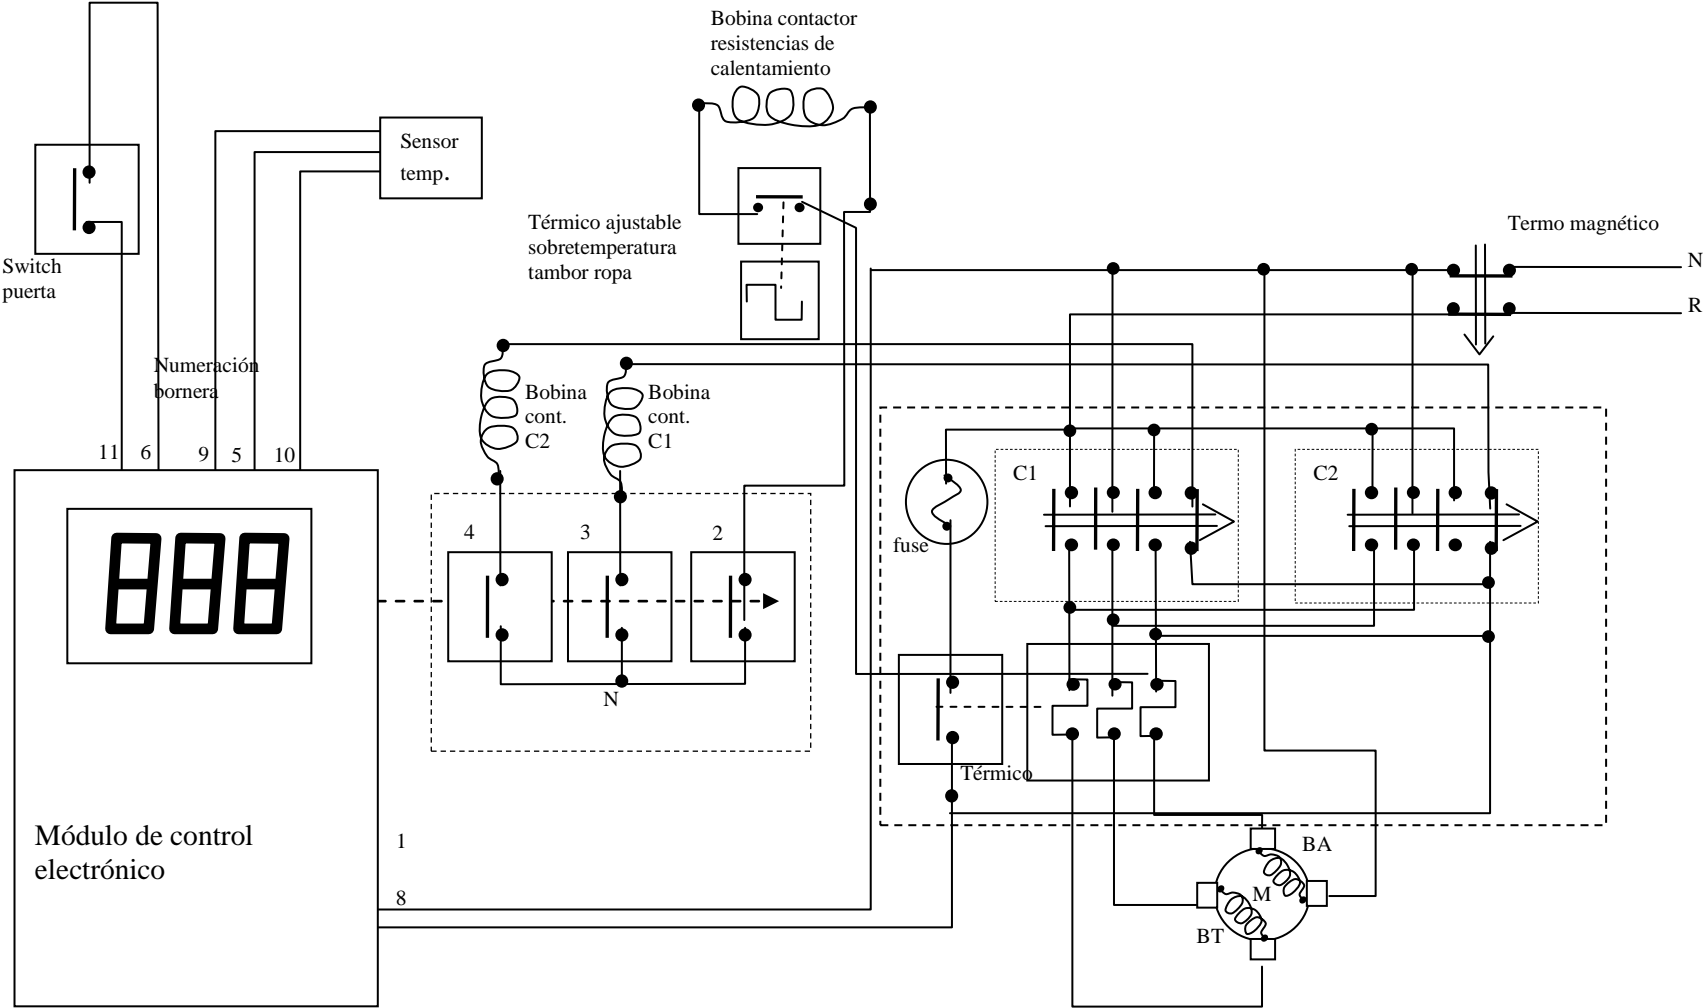 Bobina contactor
resistencias de
calentamiento
Sensor
temp.
Térmico ajustable
sobretemperatura
tambor ropa
Termo magnético
N
R
Switch
puerta
Numeración
bornera
Bobina
cont.
C2
Bobina
cont.
C1
11 6 9 5 10
C1
C2
4
3
2
fuse
888
N
Térmico
Módulo de control
electrónico
1
8
BA
M
BT